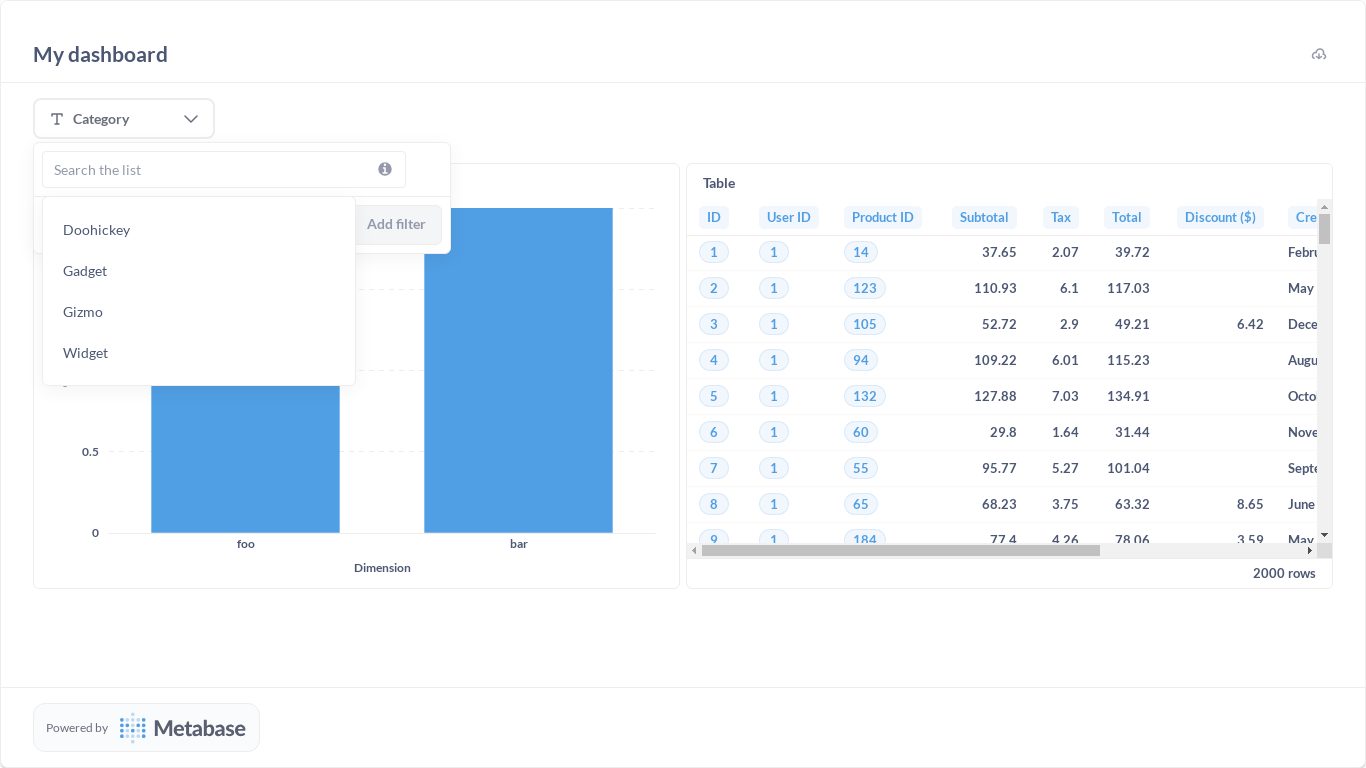 My dashboard
Category
Search the list
Add filter
Doohickey
Gadget
Gizmo
Widget
0.5
0
foo
bar
Dimension
Table
ID User ID Product ID Subtotal Tax Total Discount ($) Cre
1 1 14 37.65 2.07 39.72 Febru
2 1 123 110.93 6.1 117.03 May
3 1 105 52.72 2.9 49.21 6.42 Dece
4 1 94 109.22 6.01 115.23 Augu
5 1 132 127.88 7.03 134.91 Octo
6 1 60 29.8 1.64 31.44 Nove
7 1 55 95.77 5.27 101.04 Septe
8 1 65 68.23 3.75 63.32 8.65 June
9 1 184 77.4 4.26 78.06 3.59 May
2000 rows
Powered by Metabase